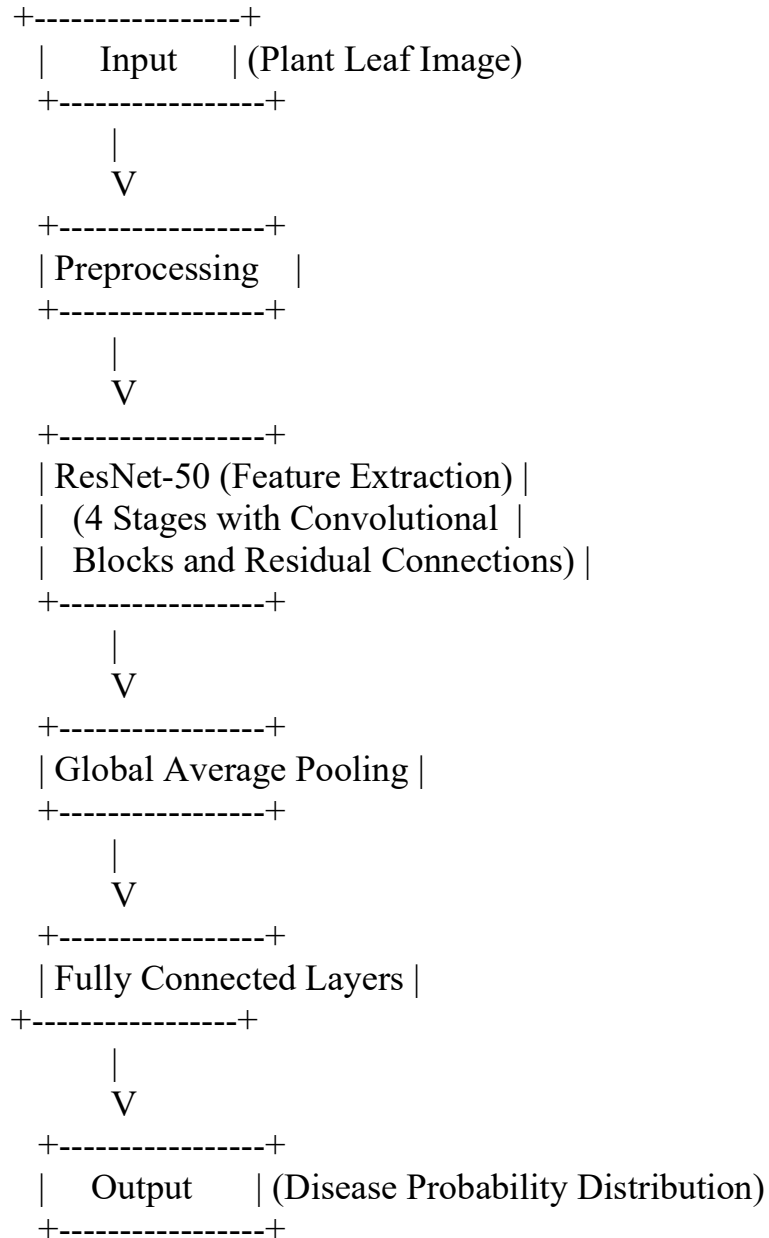 +-----------------+
| Input | (Plant Leaf Image)
+-----------------+
|
V
+-----------------+
| Preprocessing |
+-----------------+
|
V
+-----------------+
| ResNet-50 (Feature Extraction) |
| (4 Stages with Convolutional |
| Blocks and Residual Connections) |
+-----------------+
|
V
+-----------------+
| Global Average Pooling |
+-----------------+
|
V
+-----------------+
| Fully Connected Layers |
+-----------------+
|
V
+-----------------+
| Output | (Disease Probability Distribution)
+-----------------+